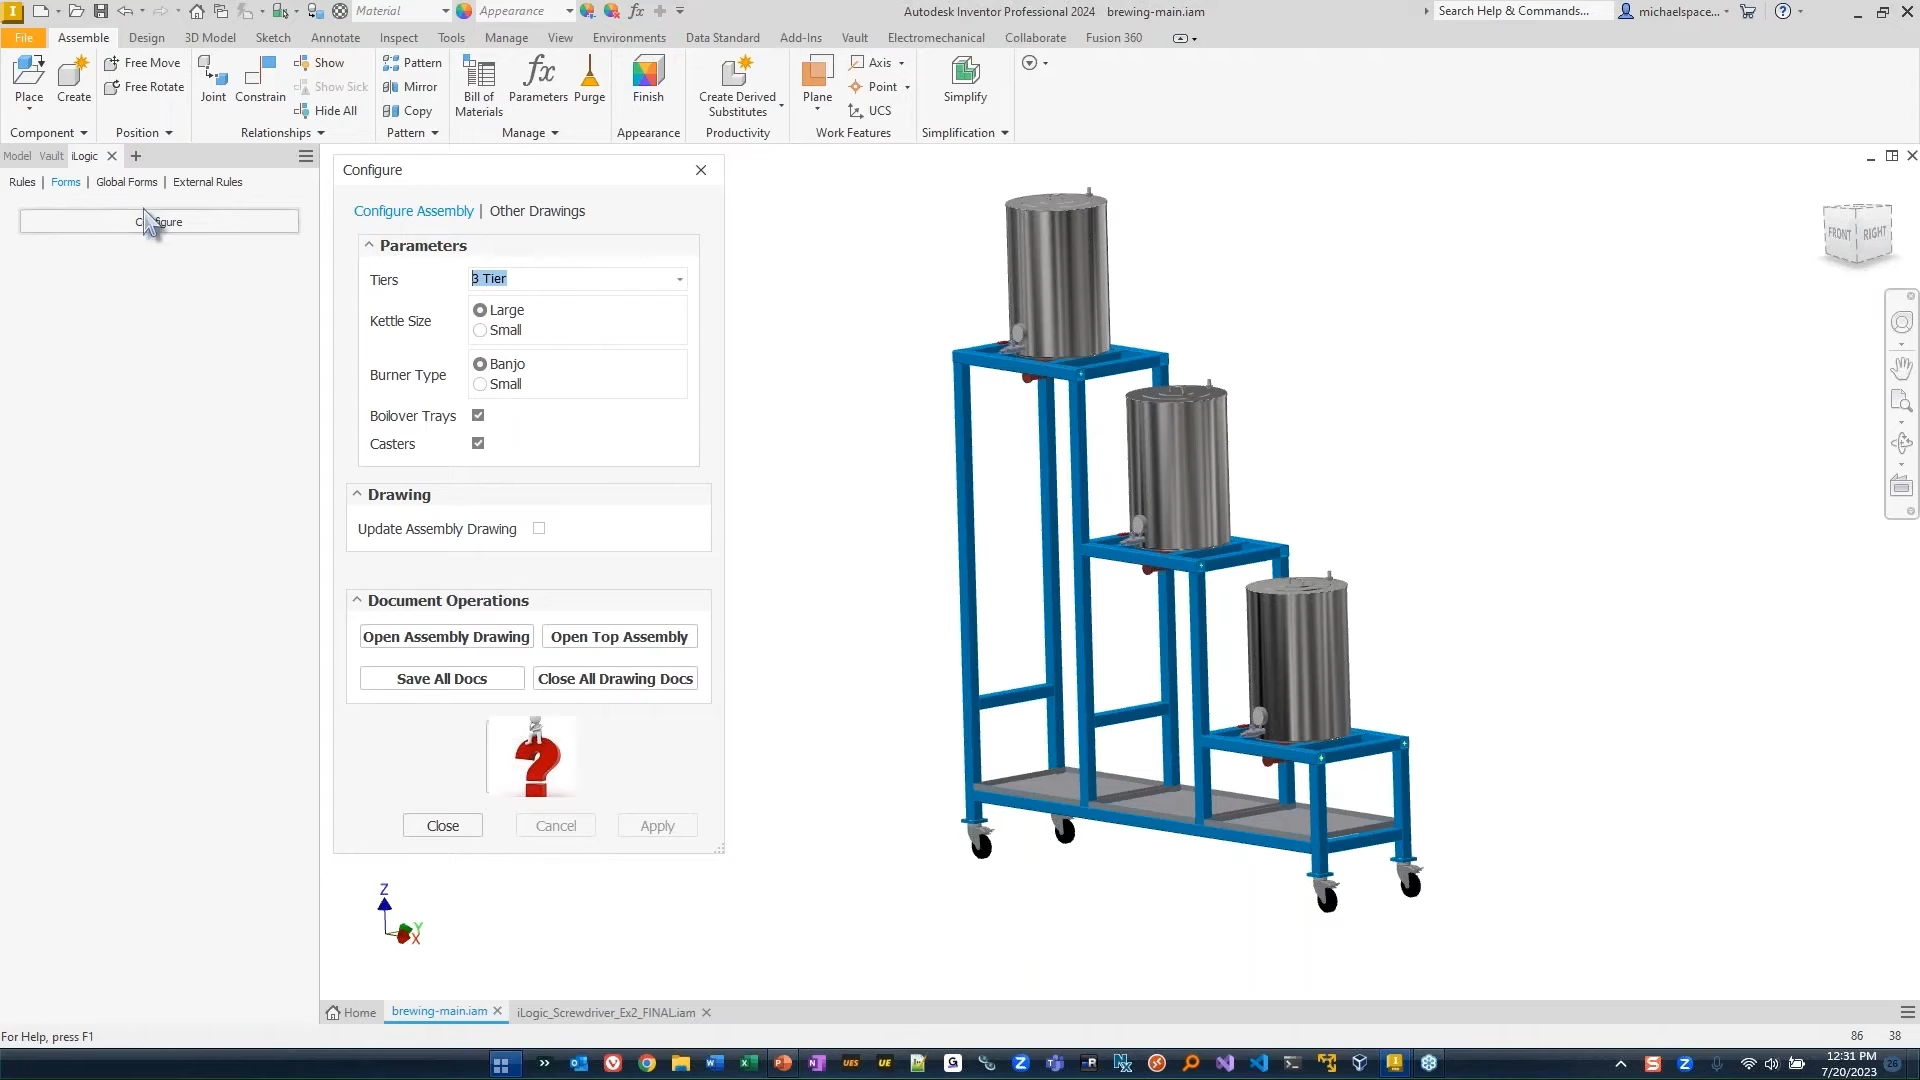 Material
Appearance
Autodesk Inventor Professional 2024 brewing-main.iam
Search Help & Commands...
michaelspace...
File
Assemble
Design
3D Model
Sketch
Annotate
Inspect
Tools
Manage
View
Environments
Data Standard
Add-Ins
Vault
Electromechanical
Collaborate
Fusion 360
Place
Create
Free Move
Free Rotate
Joint
Constrain
Show
Show Sick
Hide All
Pattern
Mirror
Copy
Bill of
Materials
Parameters
Purge
Finish
Create Derived
Substitutes
Plane
Axis
Point
UCS
Simplify
Component
Position
Relationships
Pattern
Manage
Appearance
Productivity
Work Features
Simplification
Model
Vault
iLogic
Rules | Forms | Global Forms | External Rules
Configure
Configure Assembly | Other Drawings
Parameters
Tiers
3 Tier
Kettle Size
Large
Small
Burner Type
Banjo
Small
Boilover Trays
Casters
Drawing
Update Assembly Drawing
Document Operations
Open Assembly Drawing
Open Top Assembly
Save All Docs
Close All Drawing Docs
Close
Cancel
Apply
FRONT
RIGHT
Z
Y
X
Home
brewing-main.iam
iLogic_Screwdriver_Ex2_FINAL.iam
For Help, press F1
86
38
12:31 PM
7/20/2023